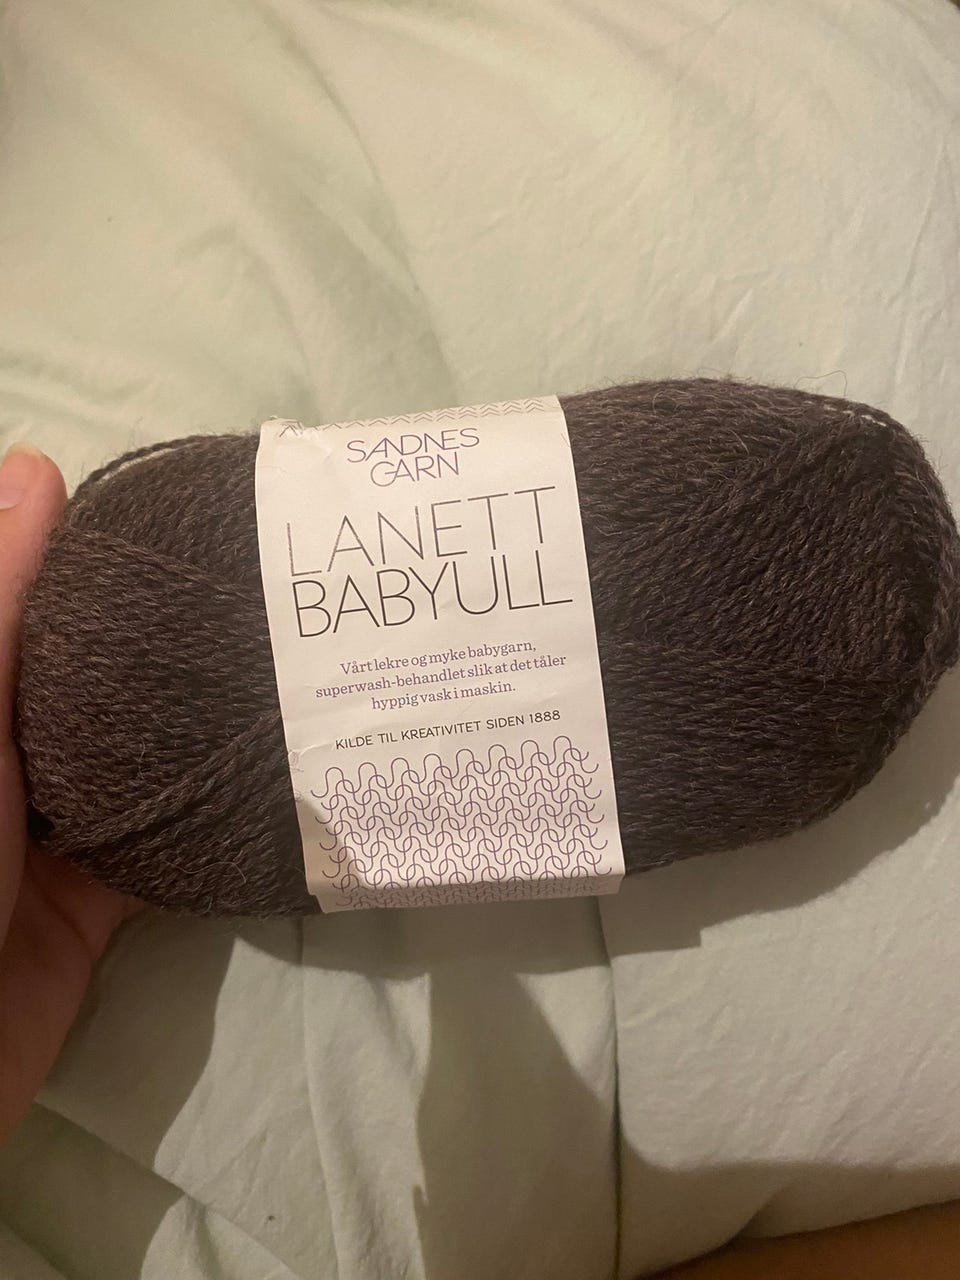 SANDNES
GARN
LANETT
BABYULL
Vårt lekre og myke babygarn,
superwash-behandlet slik at det tåler
hyppig vask i maskin.
KILDE TIL KREATIVITET SIDEN 1888